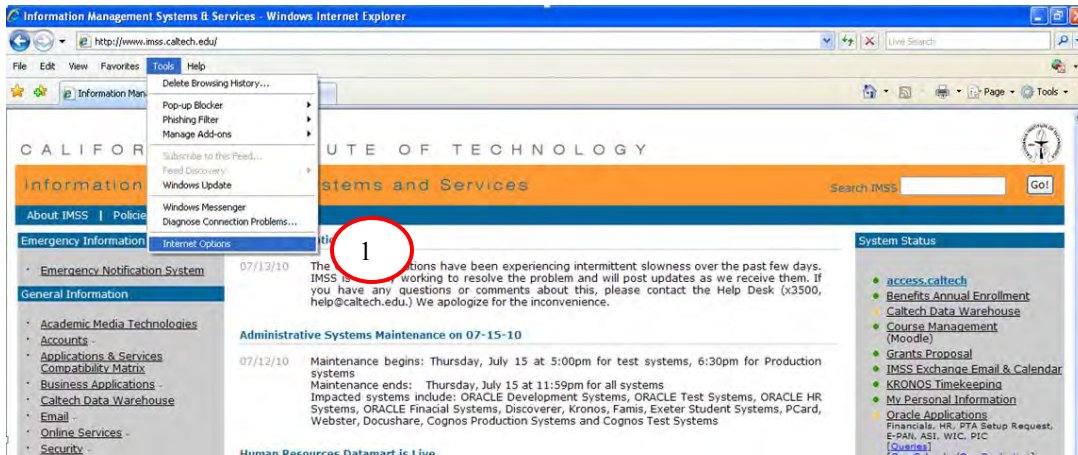 Information Management Systems & Services - Windows Internet Explorer
http://www.imss.caltech.edu/
Live Search
File Edit View Favorites Tools Help
Information Man
Page Tools
Delete Browsing History...
Pop-up Blocker
Phishing Filter
Manage Add-ons
Subscribe to this Feed...
Feed Discovery
Windows Update
Windows Messenger
Diagnose Connection Problems...
Internet Options
1
CALIFOR UTE OF TECHNOLOGY
Information stems and Services
Search IMSS Go!
About IMSS | Policie
Emergency Information
Emergency Notification System
General Information
Academic Media Technologies
Accounts -
Applications & Services
Compatibility Matrix
Business Applications -
Caltech Data Warehouse
Email -
Online Services -
Security -
07/13/10 The tions have been experiencing intermittent slowness over the past few days.
IMSS is working to resolve the problem and will post updates as we receive them. If
you have any questions or comments about this, please contact the Help Desk (x3500,
help@caltech.edu.) We apologize for the inconvenience.
Administrative Systems Maintenance on 07-15-10
07/12/10 Maintenance begins: Thursday, July 15 at 5:00pm for test systems, 6:30pm for Production
systems
Maintenance ends: Thursday, July 15 at 11:59pm for all systems
Impacted systems include: ORACLE Development Systems, ORACLE Test Systems, ORACLE HR
Systems, ORACLE Finacial Systems, Discoverer, Kronos, Famis, Exeter Student Systems, PCard,
Webster, Docushare, Cognos Production Systems and Cognos Test Systems
Human Resources Datamart is Live
System Status
access.caltech
Benefits Annual Enrollment
Caltech Data Warehouse
Course Management
(Moodle)
Grants Proposal
IMSS Exchange Email & Calendar
KRONOS Timekeeping
My Personal Information
Oracle Applications
Financials, HR, PTA Setup Request,
E-PAN, ASI, WIC, PIC
[Queries]